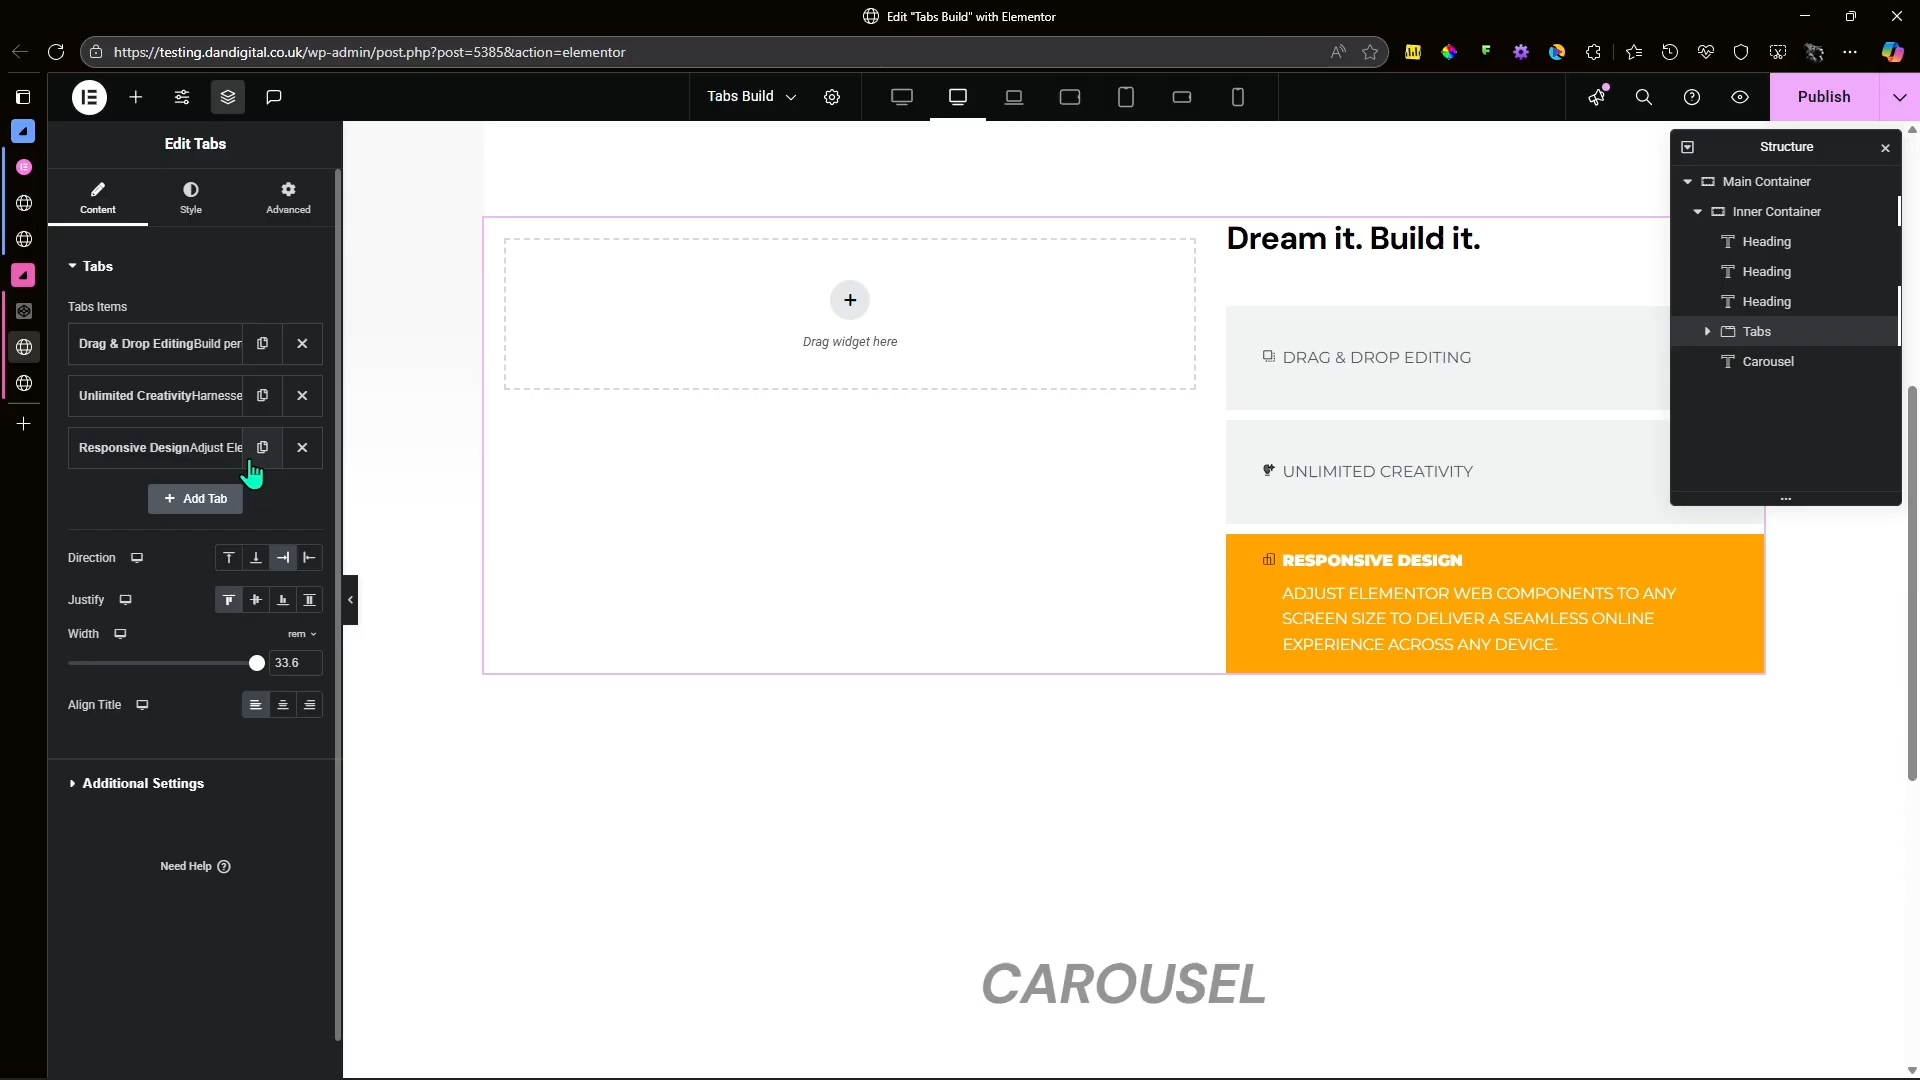 Edit "Tabs Build" with Elementor
https://testing.dandigital.co.uk/wp-admin/post.php?post=5385&action=elementor
Tabs Build
Publish
Edit Tabs
Content
Style
Advanced
Tabs
Tabs Items
Drag & Drop EditingBuild per
Unlimited CreativityHarnesse
Responsive DesignAdjust Ele
Add Tab
Direction
Justify
Width
rem
33.6
Align Title
Additional Settings
Need Help
Drag widget here
Dream it. Build it.
DRAG & DROP EDITING
UNLIMITED CREATIVITY
RESPONSIVE DESIGN
ADJUST ELEMENTOR WEB COMPONENTS TO ANY
SCREEN SIZE TO DELIVER A SEAMLESS ONLINE
EXPERIENCE ACROSS ANY DEVICE.
CAROUSEL
Structure
Main Container
Inner Container
Heading
Heading
Heading
Tabs
Carousel